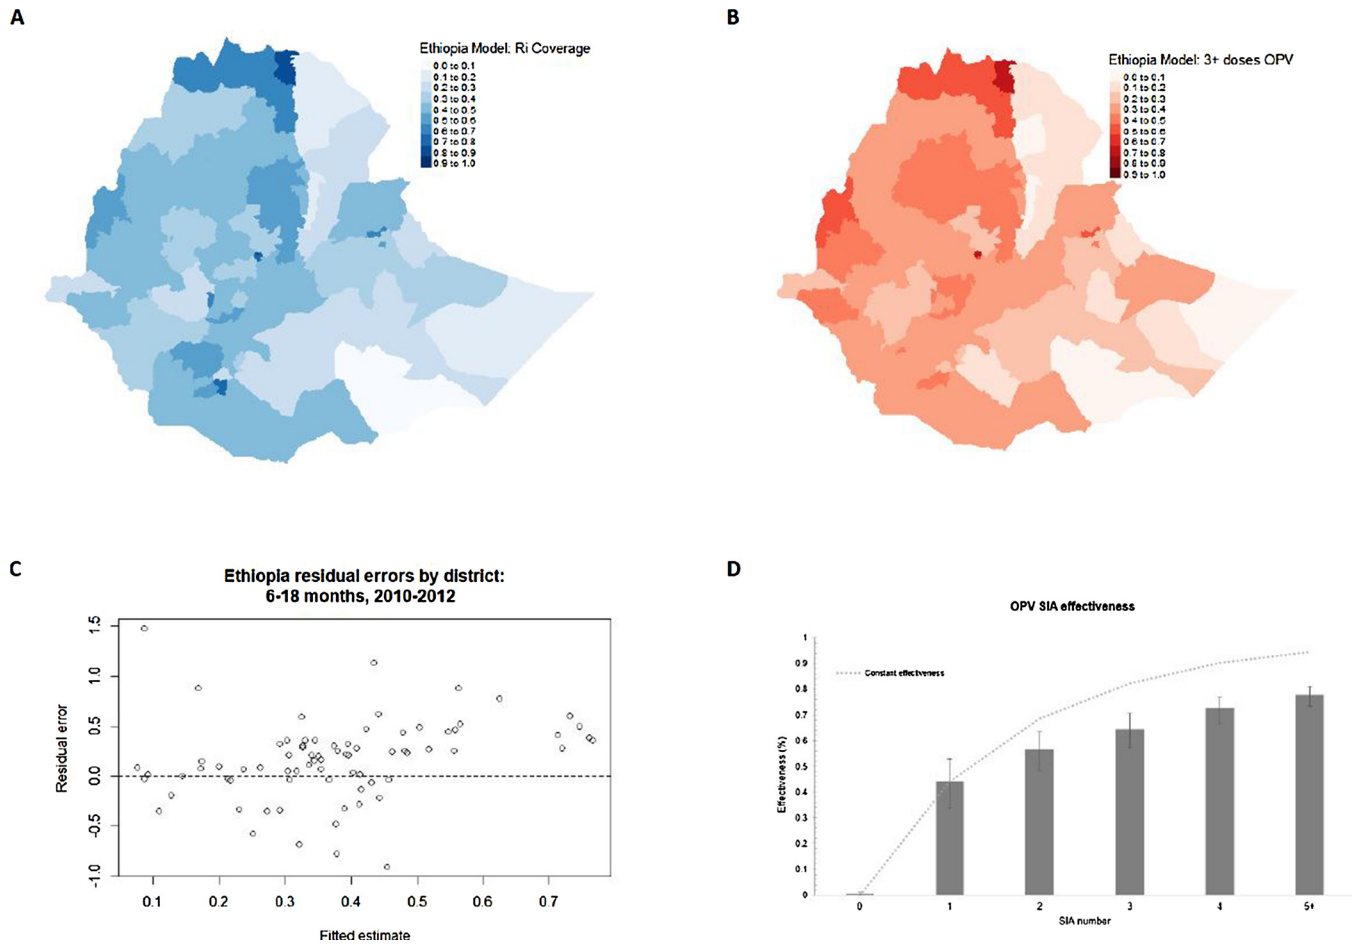 A
B
Ethiopia Model: Ri Coverage
0.0 to 0.1
0.1 to 0.2
0.2 to 0.3
0.3 to 0.4
0.4 to 0.5
0.5 to 0.6
0.6 to 0.7
0.7 to 0.8
0.8 to 0.9
0.9 to 1.0
Ethiopia Model: 3+ doses OPV
0.0 to 0.1
0.1 to 0.2
0.2 to 0.3
0.3 to 0.4
0.4 to 0.5
0.5 to 0.6
0.6 to 0.7
0.7 to 0.8
0.8 to 0.9
0.9 to 1.0
C
Ethiopia residual errors by district:
6-18 months, 2010-2012
Residual error
1.5
1.0
0.5
0.0
-0.5
-1.0
0.1
0.2
0.3
0.4
0.5
0.6
0.7
Fitted estimate
D
OPV SIA effectiveness
Constant effectiveness
Effectiveness (%)
1
0.9
0.8
0.7
0.6
0.5
0.4
0.3
0.2
0.1
0
0
1
2
3
4
5+
SIA number